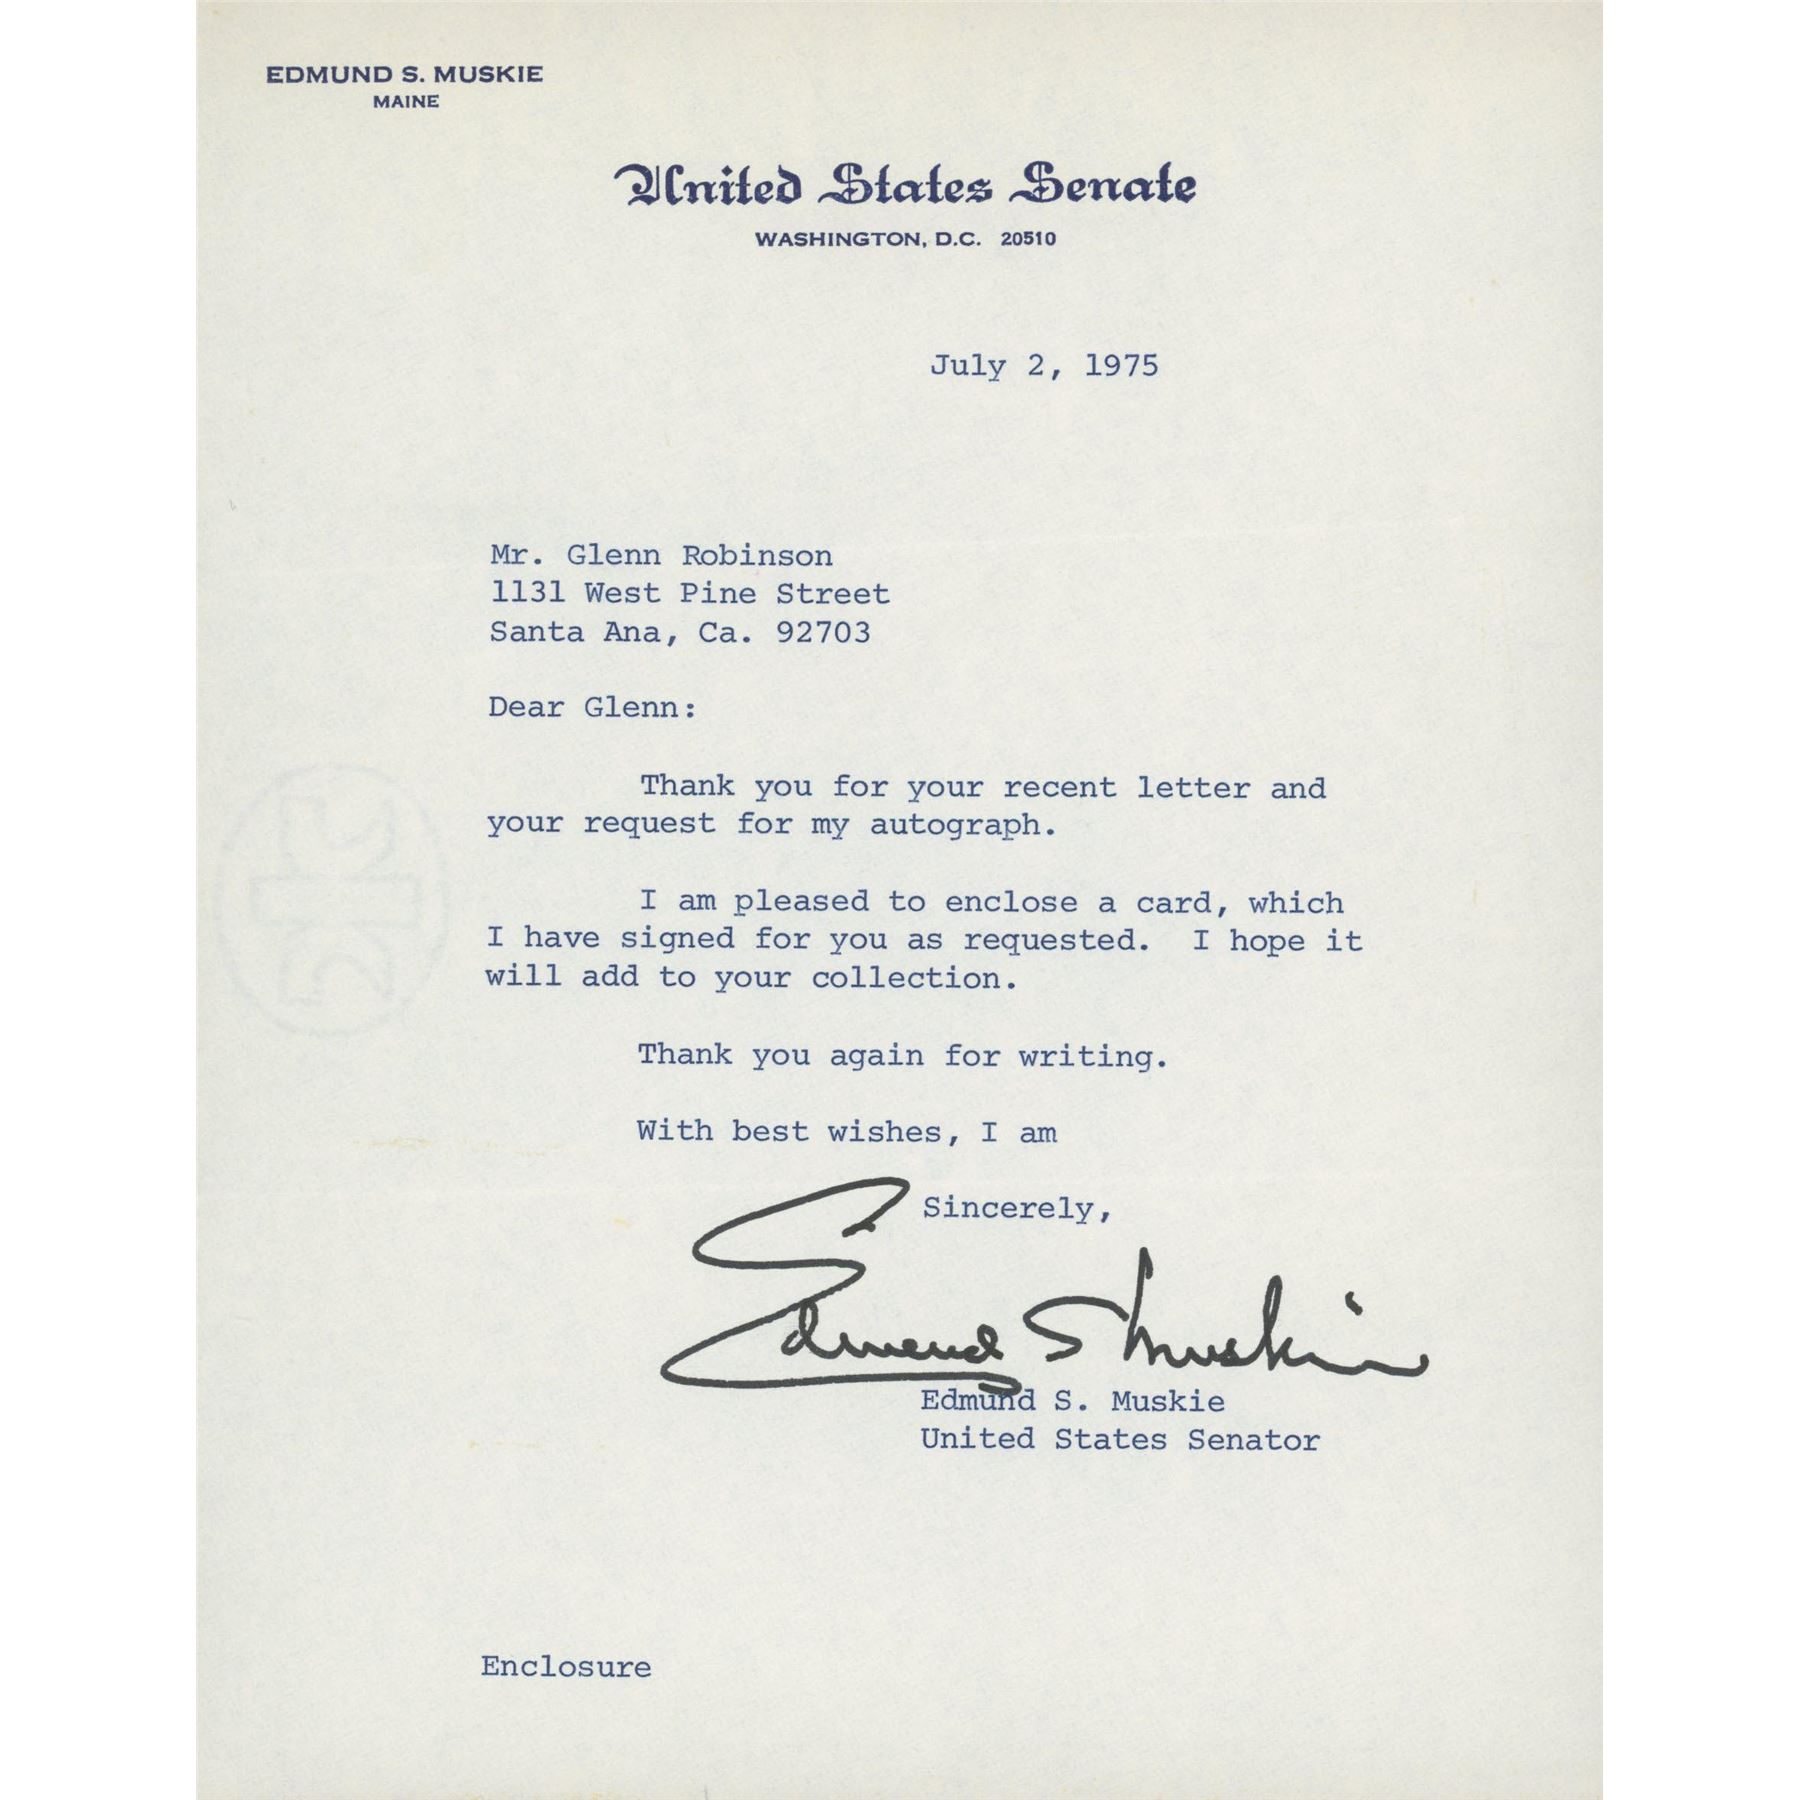 EDMUND S. MUSKIE
MAINE
United States Senate
WASHINGTON, D.C. 20510
July 2, 1975
Mr. Glenn Robinson
1131 West Pine Street
Santa Ana, Ca. 92703
Dear Glenn:
Thank you for your recent letter and
your request for my autograph.
I am pleased to enclose a card, which
I have signed for you as requested. I hope it
will add to your collection.
Thank you again for writing.
With best wishes, I am
Sincerely,
Edmund S Muskie
Edmund S. Muskie
United States Senator
Enclosure